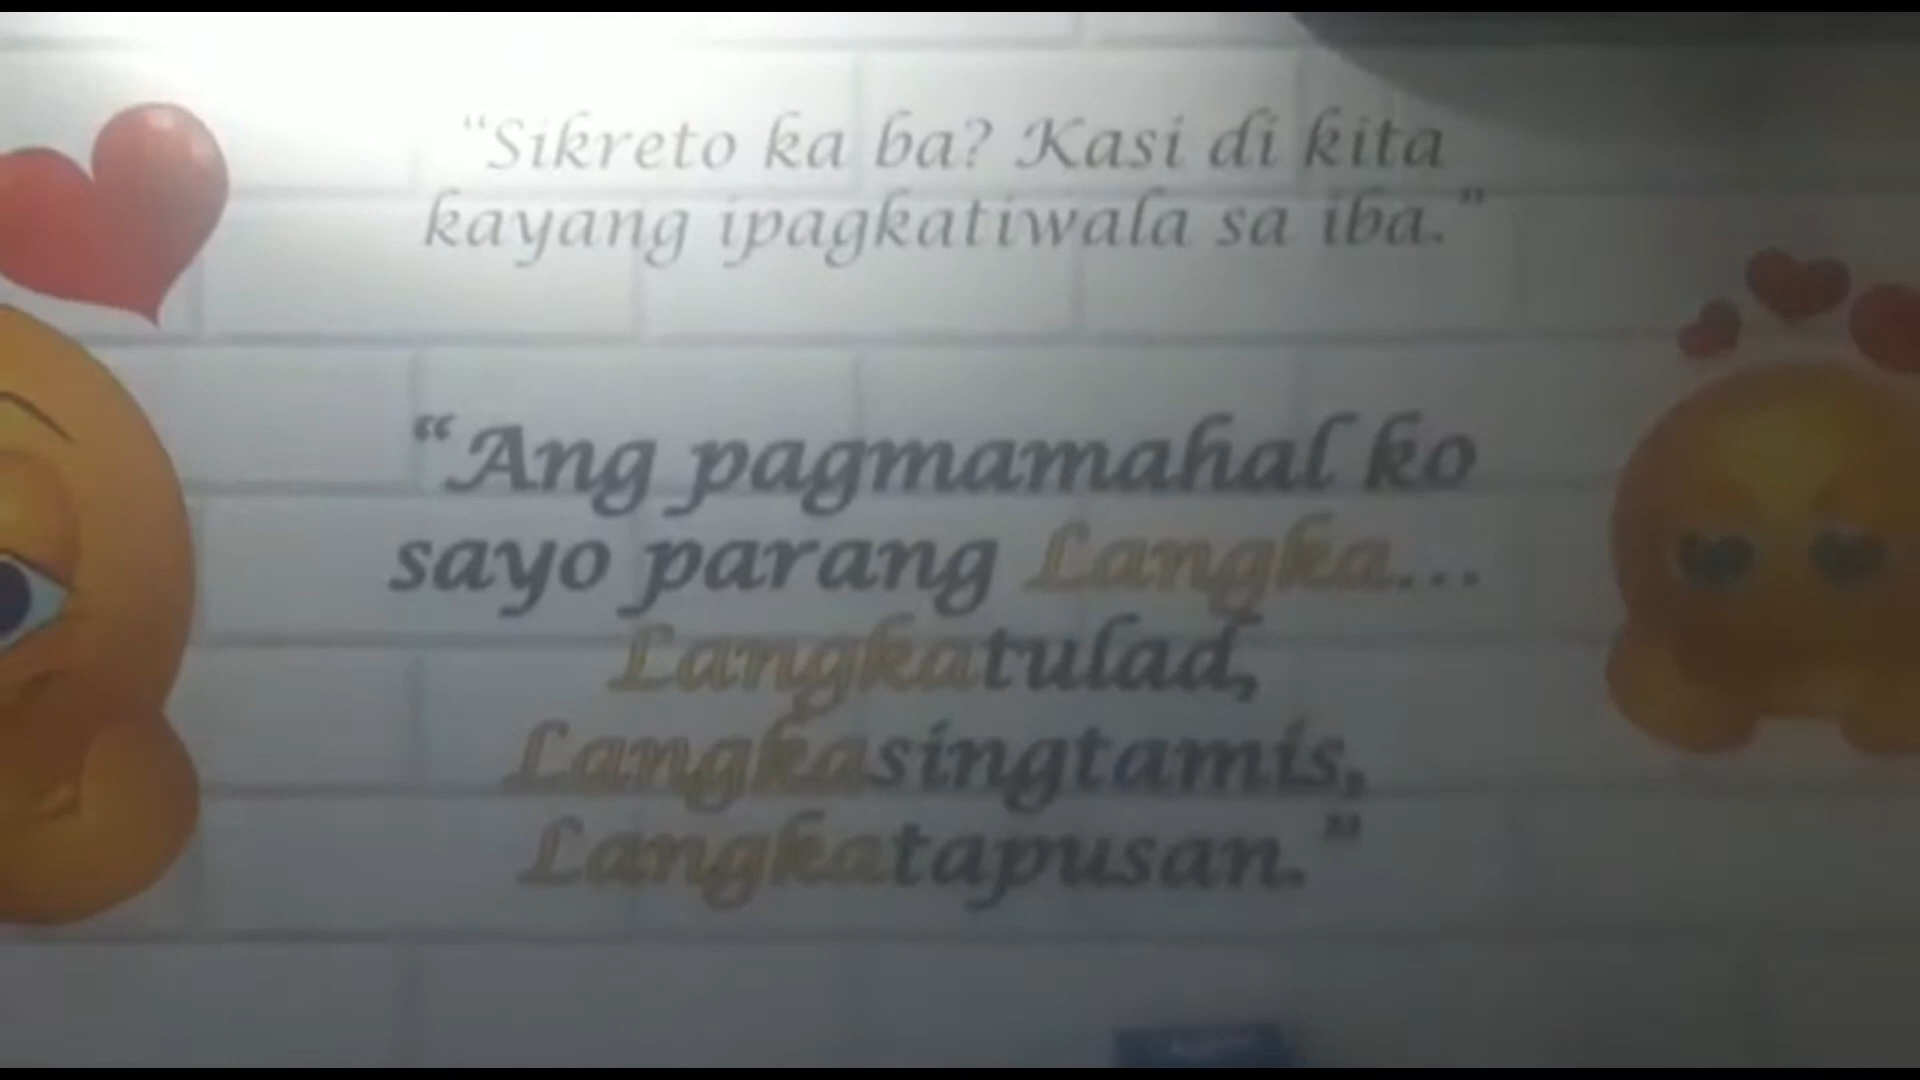 “Sikreto ka ba? Kasi di kita
kayang ipagkatiwala sa iba.”
“Ang pagmamahal ko
sayo parang Langka...
Langkatulad,
Langkasingtamis,
Langkatapusan.”